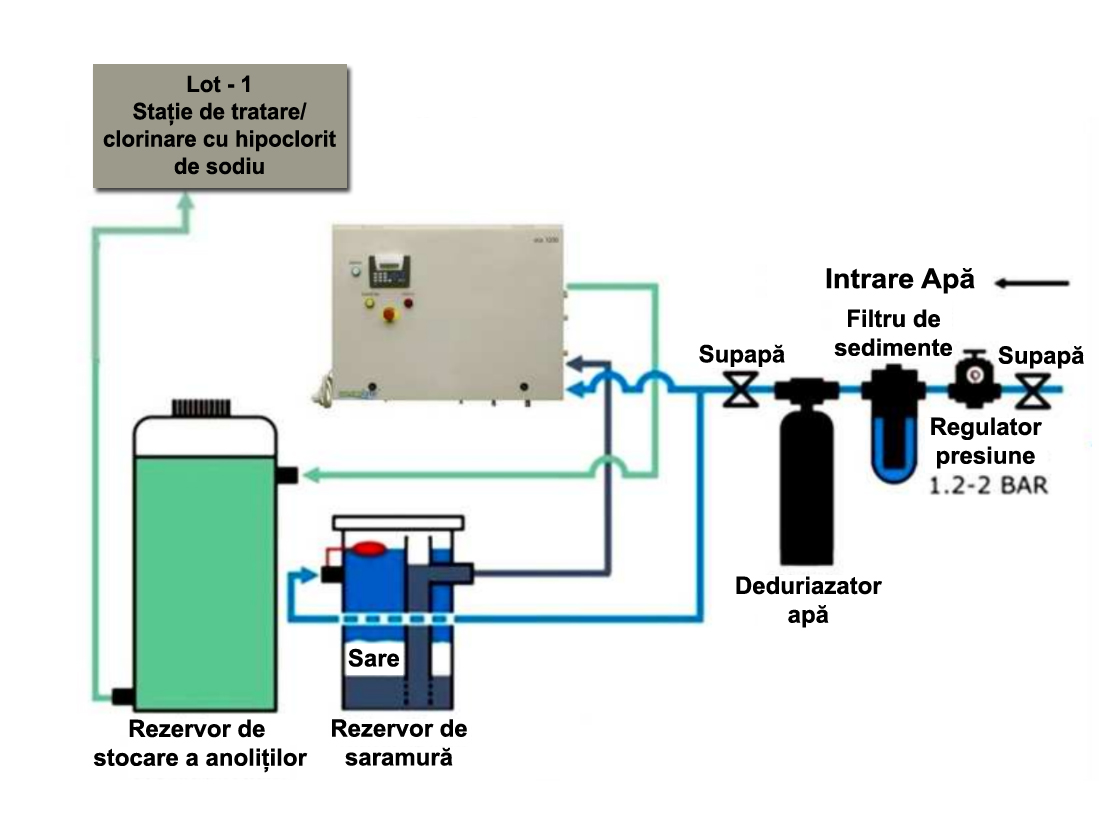 Lot - 1
Stație de tratare/
clorinare cu hipoclorit
de sodiu
Intrare Apă
Filtru de
sedimente
Supapă
Supapă
Regulator
presiune
1.2-2 BAR
Deduriazator
apă
Sare
Rezervor de
stocare a anoliților
Rezervor de
saramură